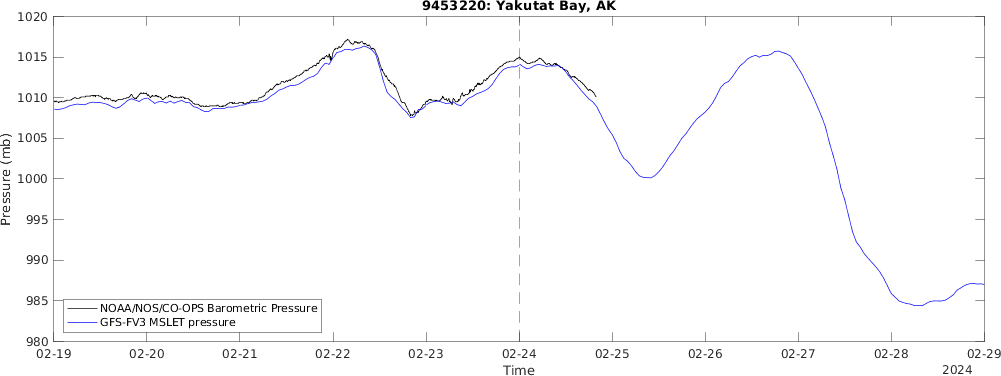 9453220: Yakutat Bay, AK
1020
1015
1010
1005
1000
995
990
985
980
Pressure (mb)
NOAA/NOS/CO-OPS Barometric Pressure
GFS-FV3 MSLET pressure
02-19 02-20 02-21 02-22 02-23 02-24 02-25 02-26 02-27 02-28 02-29
Time
2024